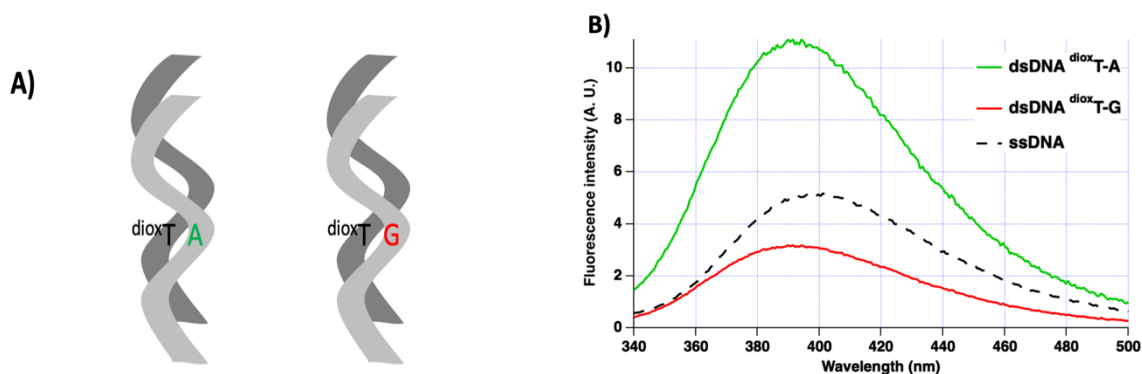 A)
dioxT A
dioxT G
B)
Fluorescence intensity (A. U.)
10
8
6
4
2
0
340
360
380
400
420
440
460
480
500
Wavelength (nm)
dsDNA dioxT-A
dsDNA dioxT-G
ssDNA